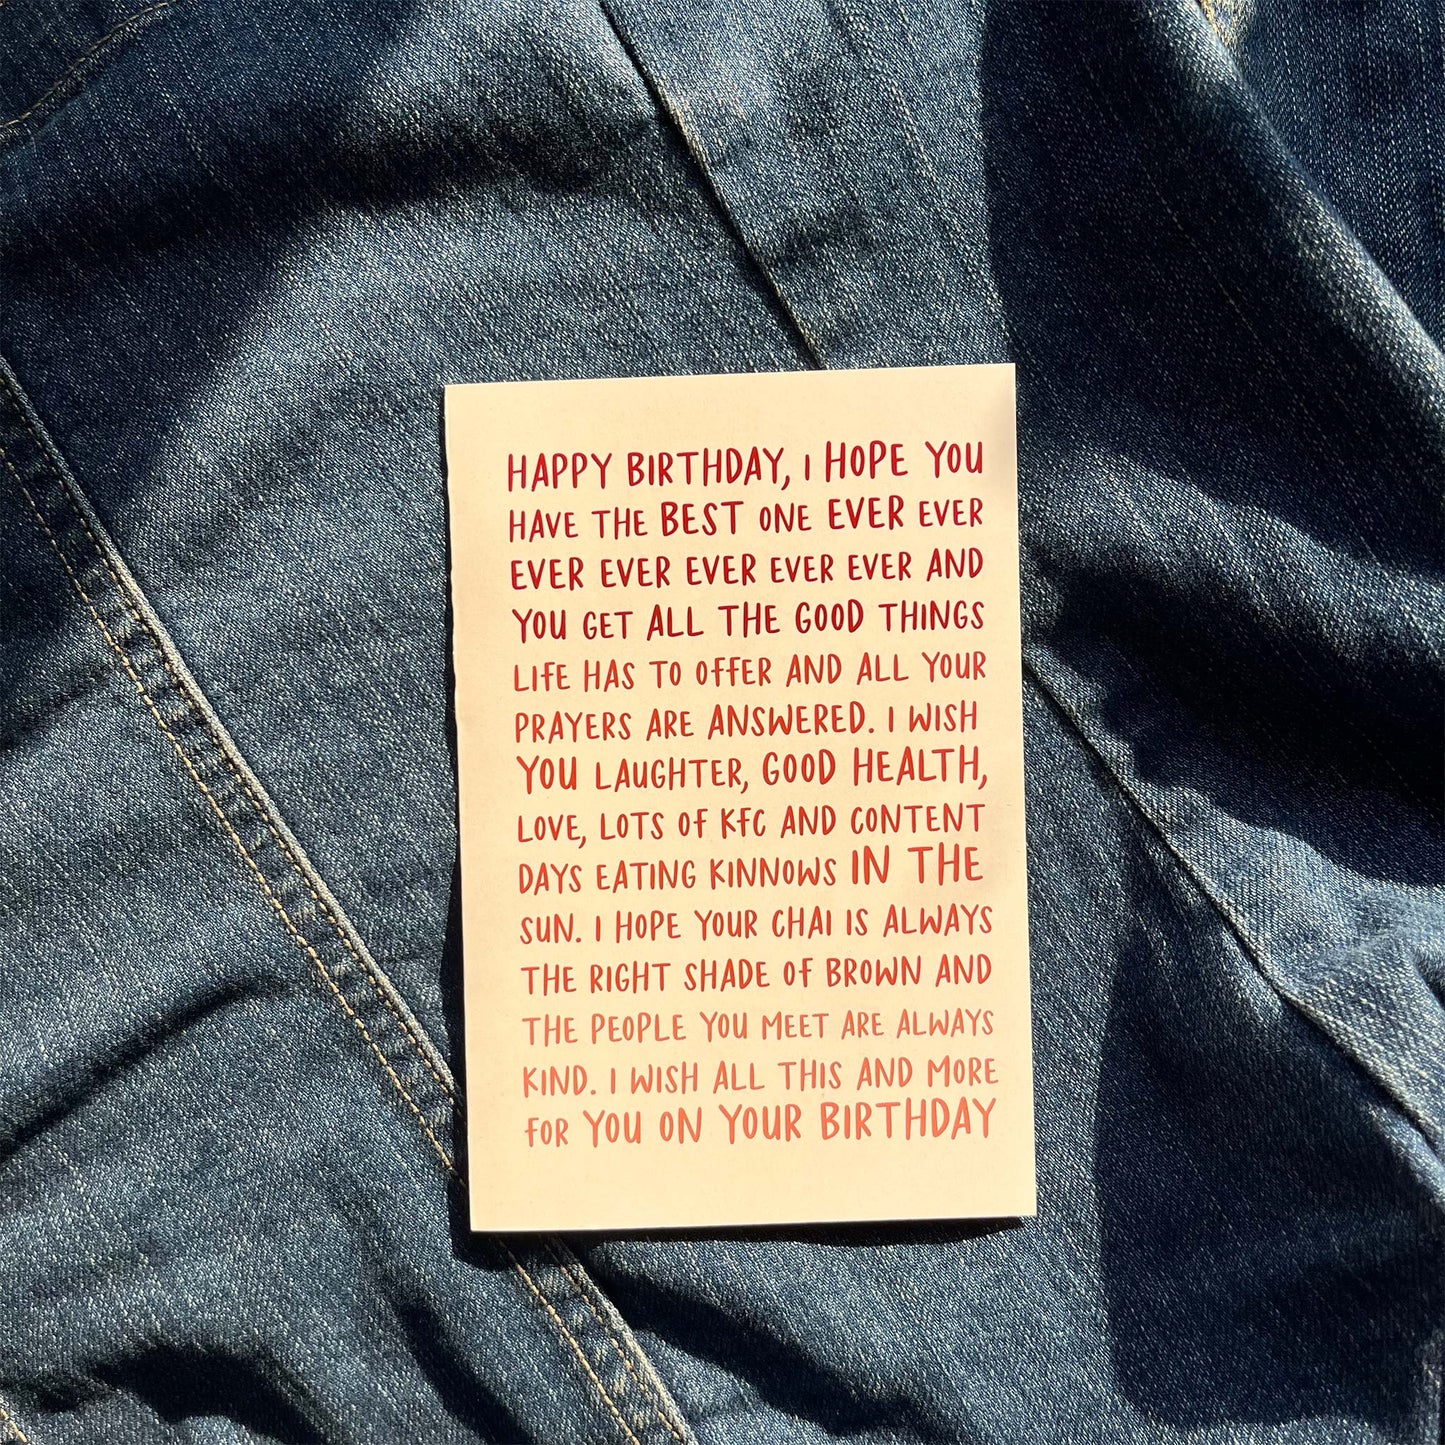 HAPPY BIRTHDAY, I HOPE YOU
HAVE THE BEST ONE EVER EVER
EVER EVER EVER EVER EVER AND
YOU GET ALL THE GOOD THINGS
LIFE HAS TO OFFER AND ALL YOUR
PRAYERS ARE ANSWERED. I WISH
YOU LAUGHTER, GOOD HEALTH,
LOVE, LOTS OF KFC AND CONTENT
DAYS EATING KINNOWS IN THE
SUN. I HOPE YOUR CHAI IS ALWAYS
THE RIGHT SHADE OF BROWN AND
THE PEOPLE YOU MEET ARE ALWAYS
KIND. I WISH ALL THIS AND MORE
FOR YOU ON YOUR BIRTHDAY